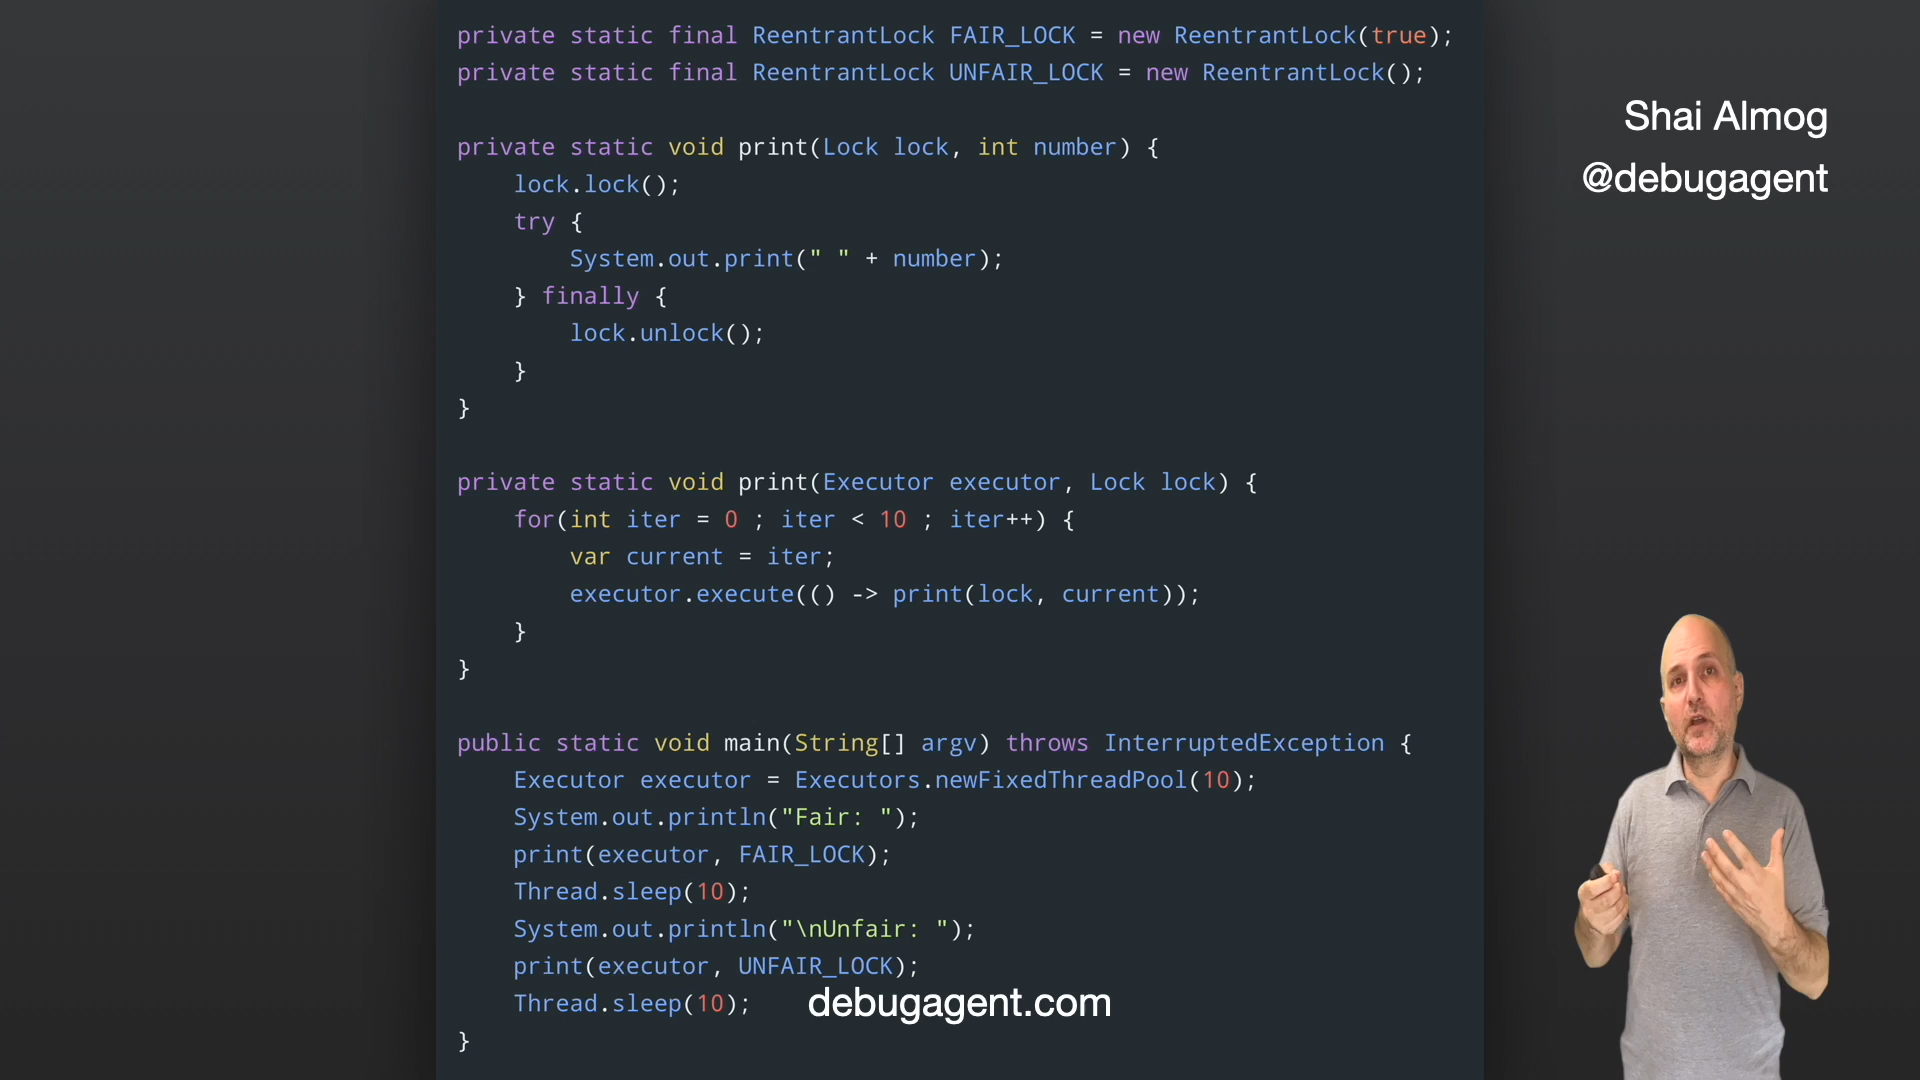 private static final ReentrantLock FAIR_LOCK = new ReentrantLock(true);
private static final ReentrantLock UNFAIR_LOCK = new ReentrantLock();
private static void print(Lock lock, int number) {
    lock.lock();
    try {
        System.out.print(" " + number);
    } finally {
        lock.unlock();
    }
}
private static void print(Executor executor, Lock lock) {
    for(int iter = 0 ; iter < 10 ; iter++) {
        var current = iter;
        executor.execute(() -> print(lock, current));
    }
}
public static void main(String[] argv) throws InterruptedException {
    Executor executor = Executors.newFixedThreadPool(10);
    System.out.println("Fair: ");
    print(executor, FAIR_LOCK);
    Thread.sleep(10);
    System.out.println("\nUnfair: ");
    print(executor, UNFAIR_LOCK);
    Thread.sleep(10);
}
Shai Almog
@debugagent
debugagent.com